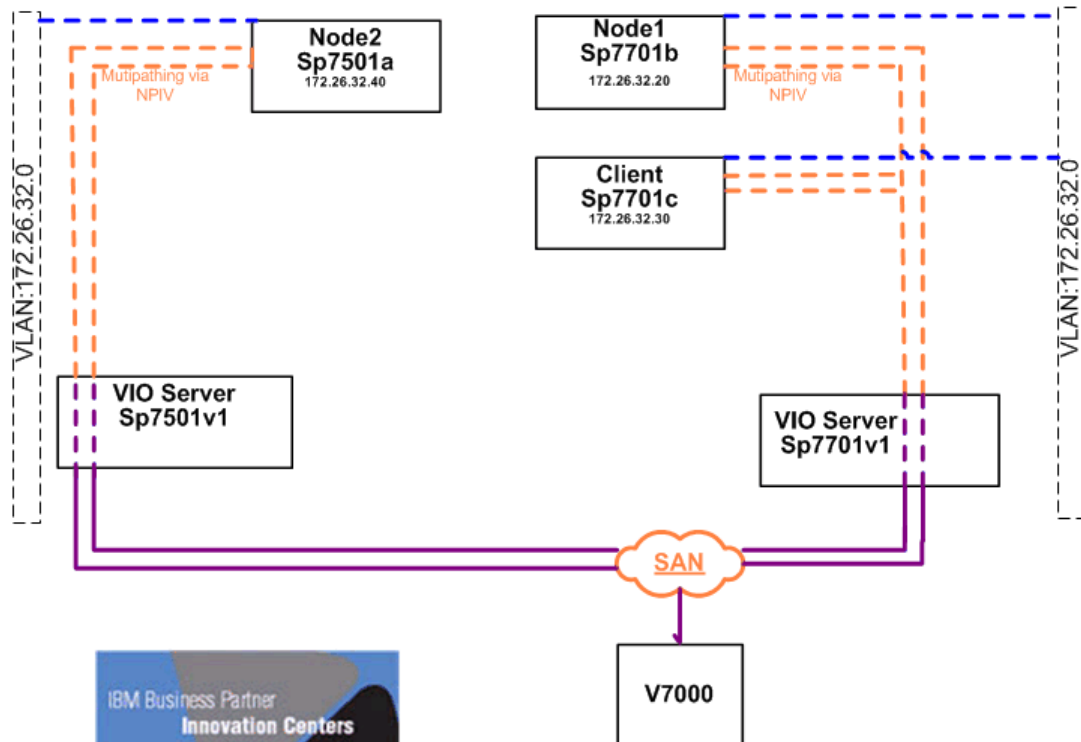 Node2
Sp7501a
172.26.32.40
Mutipathing via
NPIV
Node1
Sp7701b
172.26.32.20
Mutipathing via
NPIV
Client
Sp7701c
172.26.32.30
VLAN:172.26.32.0
VLAN:172.26.32.0
VIO Server
Sp7501v1
VIO Server
Sp7701v1
SAN
V7000
IBM Business Partner
Innovation Centers